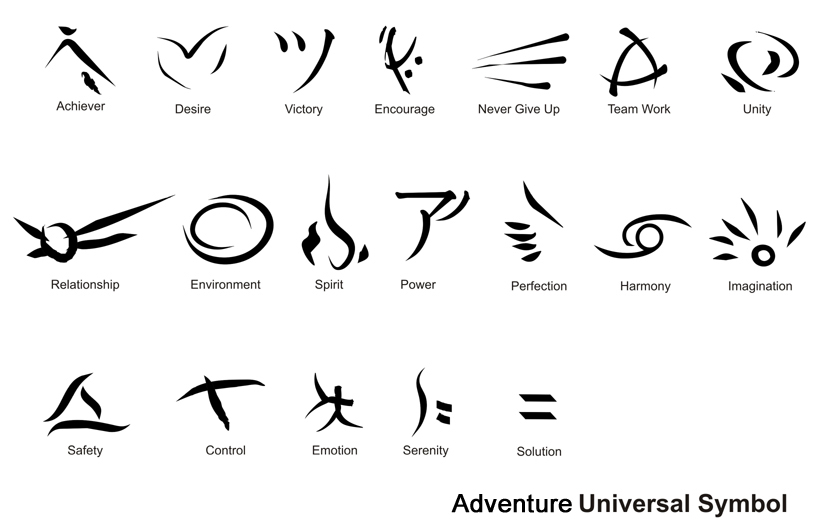 Achiever
Desire
Victory
Encourage
Never Give Up
Team Work
Unity
Relationship
Environment
Spirit
Power
Perfection
Harmony
Imagination
Safety
Control
Emotion
Serenity
Solution
Adventure Universal Symbol